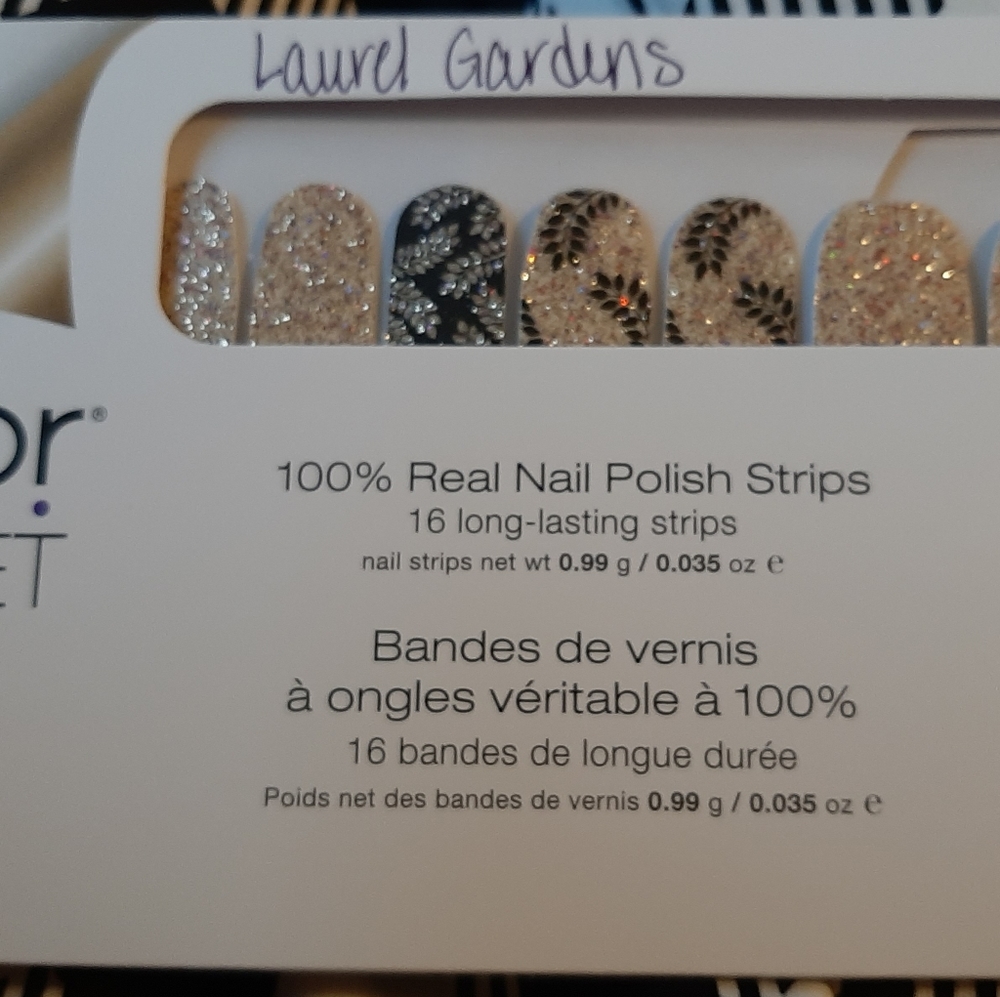 Laurel Gardens
or®
ET
100% Real Nail Polish Strips
16 long-lasting strips
nail strips net wt 0.99 g / 0.035 oz ℮
Bandes de vernis
à ongles véritable à 100%
16 bandes de longue durée
Poids net des bandes de vernis 0.99 g / 0.035 oz ℮